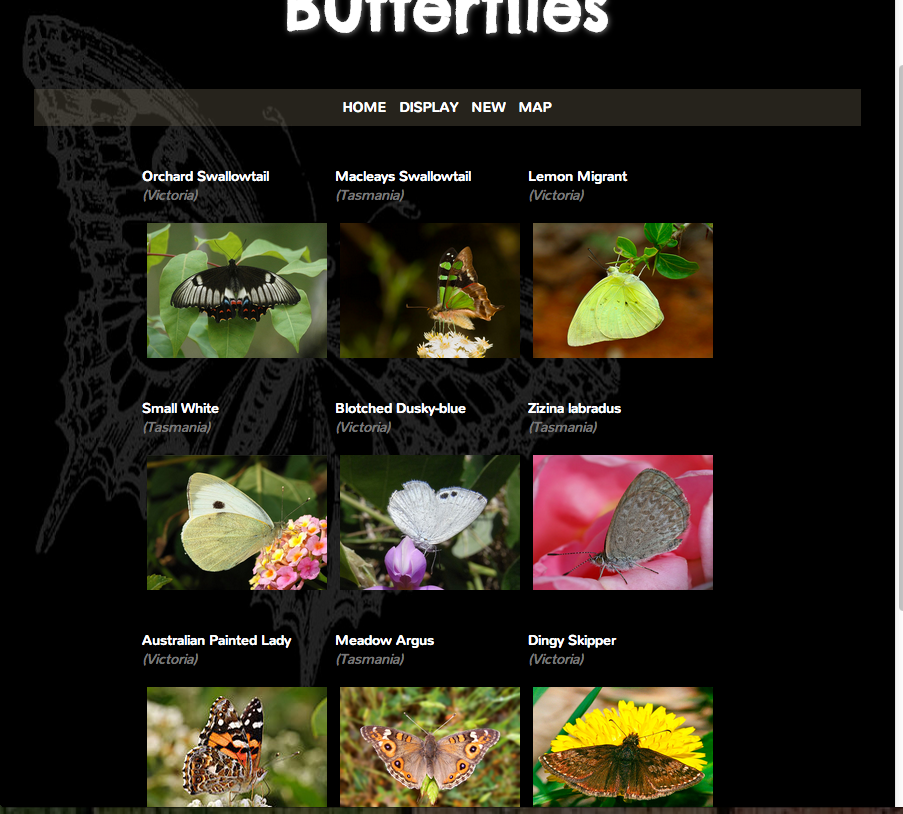 Butterflies
HOME DISPLAY NEW MAP
Orchard Swallowtail
(Victoria)
Macleays Swallowtail
(Tasmania)
Lemon Migrant
(Victoria)
Small White
(Tasmania)
Blotched Dusky-blue
(Victoria)
Zizina labradus
(Tasmania)
Australian Painted Lady
(Victoria)
Meadow Argus
(Tasmania)
Dingy Skipper
(Victoria)